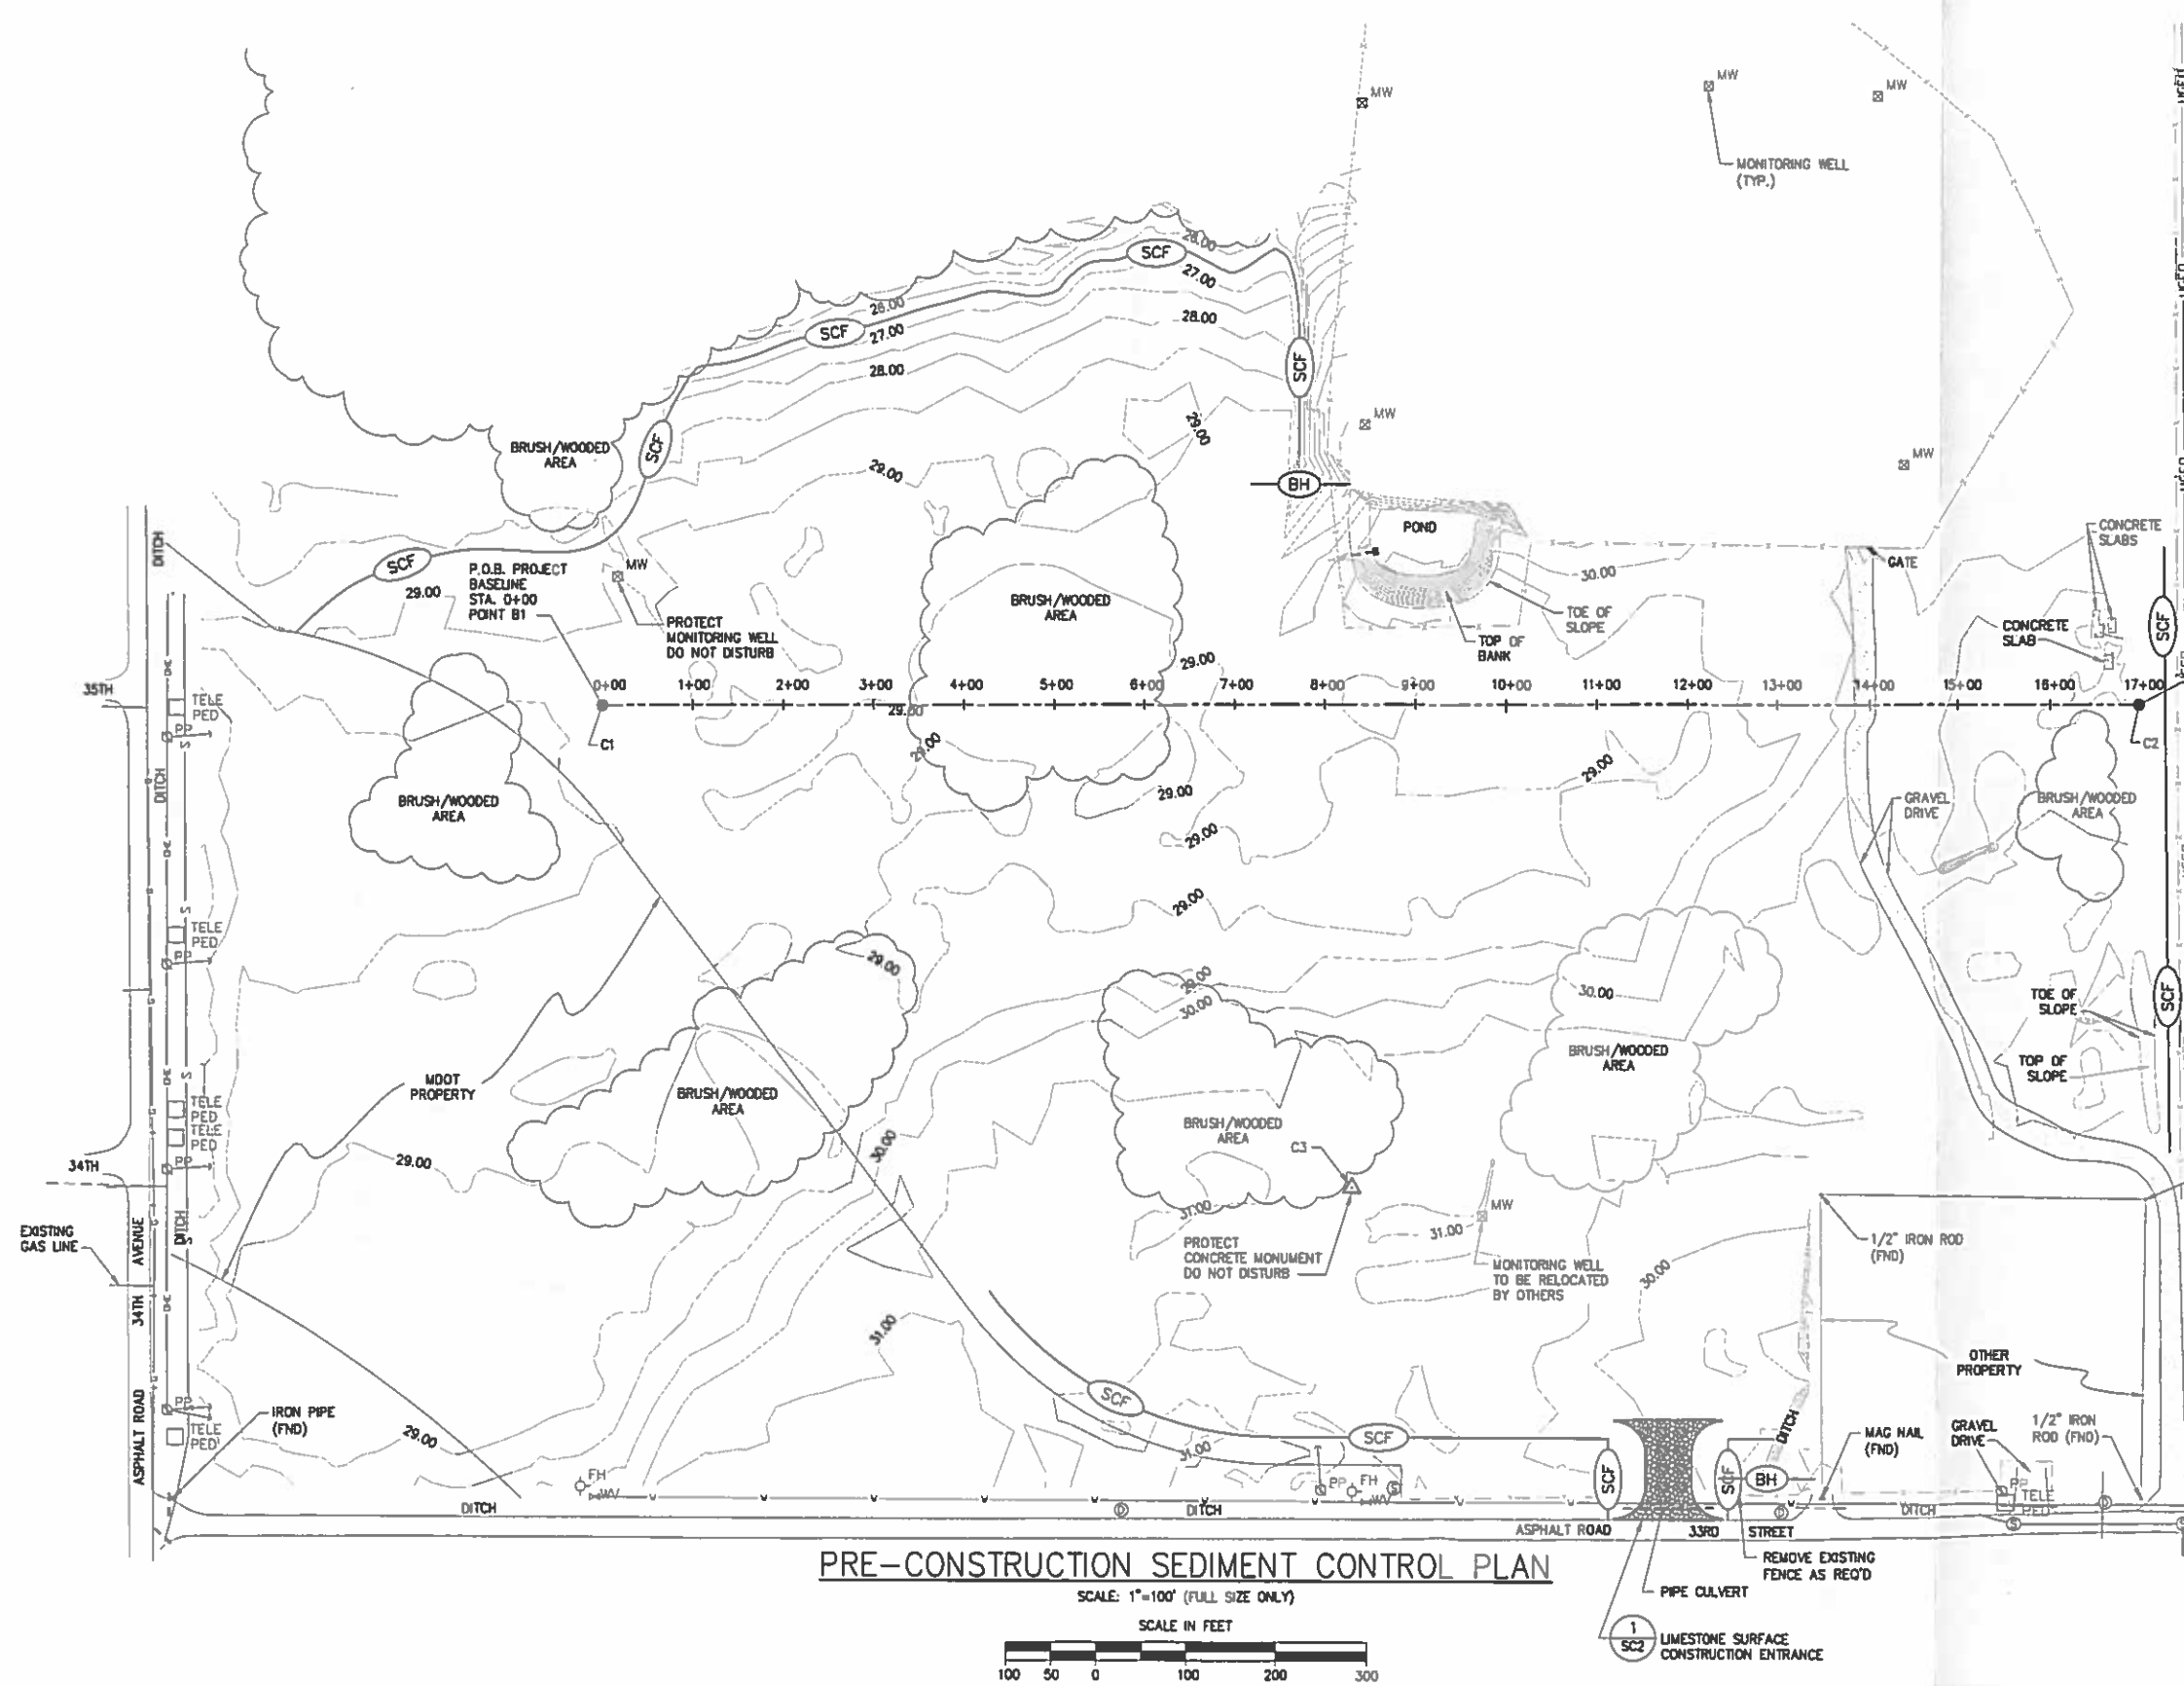 MW
MW
MW
MONITORING WELL
(TYP.)
28.00
SCF
27.00
28.00
SCF
27.00
28.00
28.00
SCF
SCF
MW
29.00
BRUSH/WOODED
AREA
SCF
29.00
MW
BH
POND
DITCH
CONCRETE
SLABS
GATE
SCF
P.O.B. PROJECT
BASELINE
STA. 0+00
POINT B1
29.00
MW
30.00
BRUSH/WOODED
AREA
TOE OF
SLOPE
PROTECT
MONITORING WELL
DO NOT DISTURB
TOP OF
BANK
CONCRETE
SLAB
SCF
29.00
35TH
0+00 1+00 2+00 3+00 4+00 5+00 6+00 7+00 8+00 9+00 10+00 11+00 12+00 13+00 14+00 15+00 16+00 17+00
TELE
PED
29.00
PP
C1
C2
29.00
29.00
DITCH
29.00
BRUSH/WOODED
AREA
GRAVEL
DRIVE
BRUSH/WOODED
AREA
29.00
29.00
TELE
PED
PP
29.00
29.00
30.00
30.00
SCF
TOE OF
SLOPE
BRUSH/WOODED
AREA
TOP OF
SLOPE
MDOT
PROPERTY
BRUSH/WOODED
AREA
TELE
PED
TELE
PED
BRUSH/WOODED
AREA
C3
30.00
34TH
PP
29.00
31.00
MW
31.00
EXISTING
GAS LINE
34TH AVENUE
DITCH
PROTECT
CONCRETE MONUMENT
DO NOT DISTURB
MONITORING WELL
TO BE RELOCATED
BY OTHERS
30.00
1/2" IRON ROD
(FND)
31.00
OTHER
PROPERTY
ASPHALT ROAD
PP
TELE
PED
IRON PIPE
(FND)
29.00
SCF
SCF
31.00
DITCH
MAG NAIL
(FND)
GRAVEL
DRIVE
1/2" IRON
ROD (FND)
FH
WV
PP
FH
WV
S
SCF
SCF
BH
PP
TELE
PED
DITCH
D
DITCH
D
DITCH
D
S
ASPHALT ROAD
33RD STREET
PRE-CONSTRUCTION SEDIMENT CONTROL PLAN
SCALE: 1"=100' (FULL SIZE ONLY)
REMOVE EXISTING
FENCE AS REQ'D
PIPE CULVERT
SCALE IN FEET
1
SC2
LIMESTONE SURFACE
CONSTRUCTION ENTRANCE
100 50 0 100 200 300